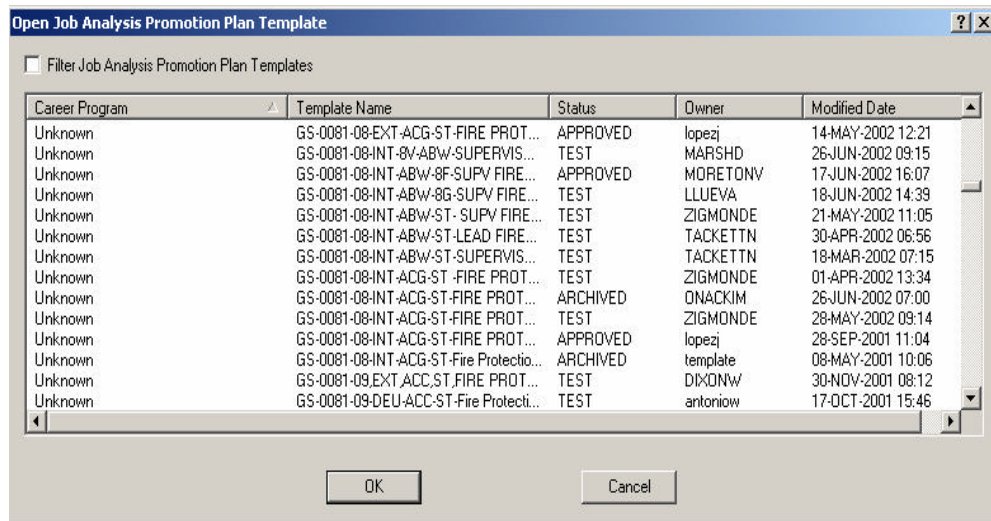 Open Job Analysis Promotion Plan Template
Filter Job Analysis Promotion Plan Templates
Career Program Template Name Status Owner Modified Date
Unknown GS-0081-08-EXT-ACG-ST-FIRE PROT... APPROVED lopezj 14-MAY-2002 12:21
Unknown GS-0081-08-INT-8V-ABW-SUPERVIS... TEST MARSHD 26-JUN-2002 09:15
Unknown GS-0081-08-INT-ABW-8F-SUPV FIRE... APPROVED MORETONV 17-JUN-2002 16:07
Unknown GS-0081-08-INT-ABW-8G-SUPV FIRE... TEST LLUEVA 18-JUN-2002 14:39
Unknown GS-0081-08-INT-ABW-ST- SUPV FIRE... TEST ZIGMONDE 21-MAY-2002 11:05
Unknown GS-0081-08-INT-ABW-ST-LEAD FIRE... TEST TACKETTN 30-APR-2002 06:56
Unknown GS-0081-08-INT-ABW-ST-SUPERVIS... TEST TACKETTN 18-MAR-2002 07:15
Unknown GS-0081-08-INT-ACG-ST -FIRE PROT... TEST ZIGMONDE 01-APR-2002 13:34
Unknown GS-0081-08-INT-ACG-ST-FIRE PROT... ARCHIVED ONACKIM 26-JUN-2002 07:00
Unknown GS-0081-08-INT-ACG-ST-FIRE PROT... TEST ZIGMONDE 28-MAY-2002 09:14
Unknown GS-0081-08-INT-ACG-ST-FIRE PROT... APPROVED lopezj 28-SEP-2001 11:04
Unknown GS-0081-08-INT-ACG-ST-Fire Protectio... ARCHIVED template 08-MAY-2001 10:06
Unknown GS-0081-09,EXT,ACC,ST,FIRE PROT... TEST DIXONW 30-NOV-2001 08:12
Unknown GS-0081-09-DEU-ACC-ST-Fire Protecti... TEST antoniow 17-OCT-2001 15:46
OK Cancel